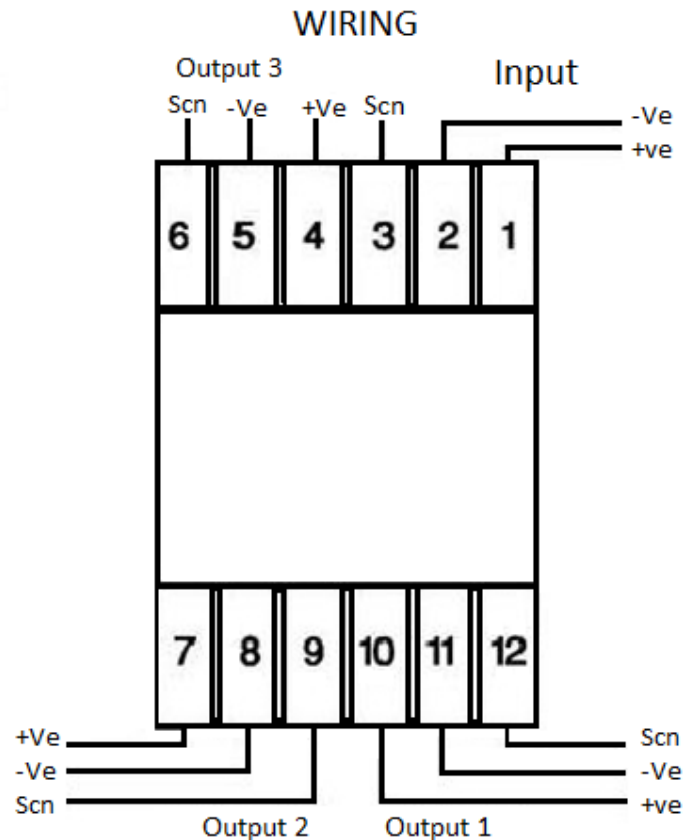 WIRING
Output 3
Input
Scn -Ve +Ve Scn
-Ve
+ve
6 5 4 3 2 1
7 8 9 10 11 12
+Ve
-Ve
Scn
Scn
-Ve
+ve
Output 2
Output 1